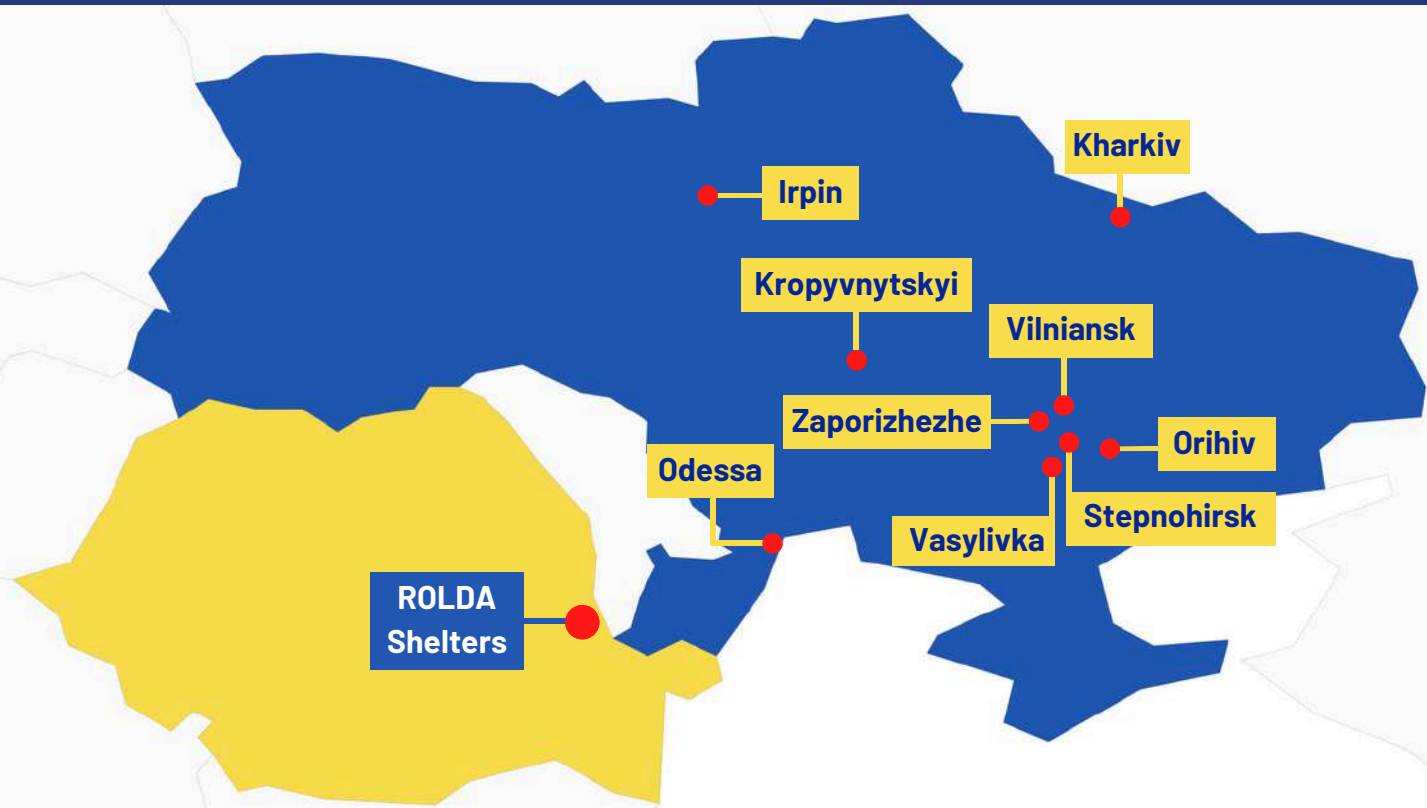 Kharkiv
Irpin
Kropyvnytskyi
Vilniansk
Zaporizhezhe
Orihiv
Odessa
Stepnohirsk
Vasylivka
ROLDA
Shelters